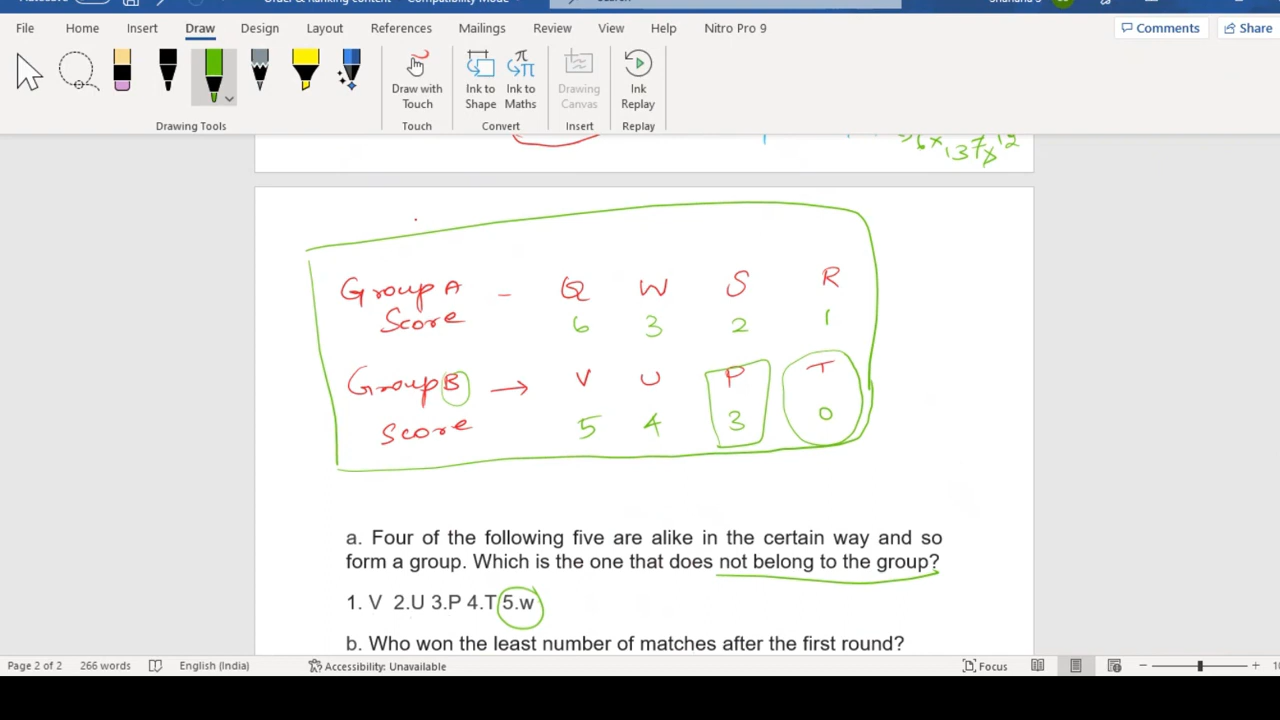 File Home Insert Draw Design Layout References Mailings Review View Help Nitro Pro 9 Comments Share
Draw with Touch
Ink to Shape
Ink to Maths
Drawing Canvas
Ink Replay
Drawing Tools Touch Convert Insert Replay
Group A - Q W S R
Score 6 3 2 1
Group B → V U P T
Score 5 4 3 0
a. Four of the following five are alike in the certain way and so
form a group. Which is the one that does not belong to the group?
1. V 2.U 3.P 4.T 5.w
b. Who won the least number of matches after the first round?
Page 2 of 2 266 words English (India) Accessibility: Unavailable Focus